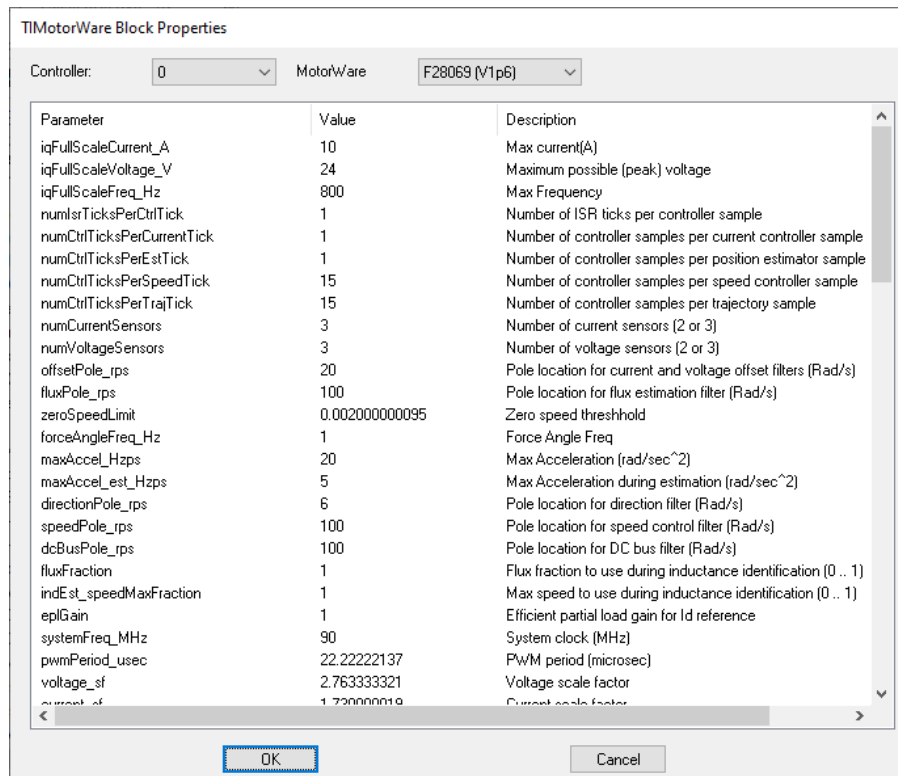 TIMotorWare Block Properties
Controller: 0 MotorWare F28069 (V1p6)
Parameter Value Description
iqFullScaleCurrent_A 10 Max current(A)
iqFullScaleVoltage_V 24 Maximum possible (peak) voltage
iqFullScaleFreq_Hz 800 Max Frequency
numIsrTicksPerCtrlTick 1 Number of ISR ticks per controller sample
numCtrlTicksPerCurrentTick 1 Number of controller samples per current controller sample
numCtrlTicksPerEstTick 1 Number of controller samples per position estimator sample
numCtrlTicksPerSpeedTick 15 Number of controller samples per speed controller sample
numCtrlTicksPerTrajTick 15 Number of controller samples per trajectory sample
numCurrentSensors 3 Number of current sensors (2 or 3)
numVoltageSensors 3 Number of voltage sensors (2 or 3)
offsetPole_rps 20 Pole location for current and voltage offset filters (Rad/s)
fluxPole_rps 100 Pole location for flux estimation filter (Rad/s)
zeroSpeedLimit 0.002000000095 Zero speed threshhold
forceAngleFreq_Hz 1 Force Angle Freq
maxAccel_Hzps 20 Max Acceleration (rad/sec^2)
maxAccel_est_Hzps 5 Max Acceleration during estimation (rad/sec^2)
directionPole_rps 6 Pole location for direction filter (Rad/s)
speedPole_rps 100 Pole location for speed control filter (Rad/s)
dcBusPole_rps 100 Pole location for DC bus filter (Rad/s)
fluxFraction 1 Flux fraction to use during inductance identification (0 .. 1)
indEst_speedMaxFraction 1 Max speed to use during inductance identification (0 .. 1)
eplGain 1 Efficient partial load gain for Id reference
systemFreq_MHz 90 System clock (MHz)
pwmPeriod_usec 22.22222137 PWM period (microsec)
voltage_sf 2.763333321 Voltage scale factor
current_sf 1.720000019 Current scale factor
OK Cancel